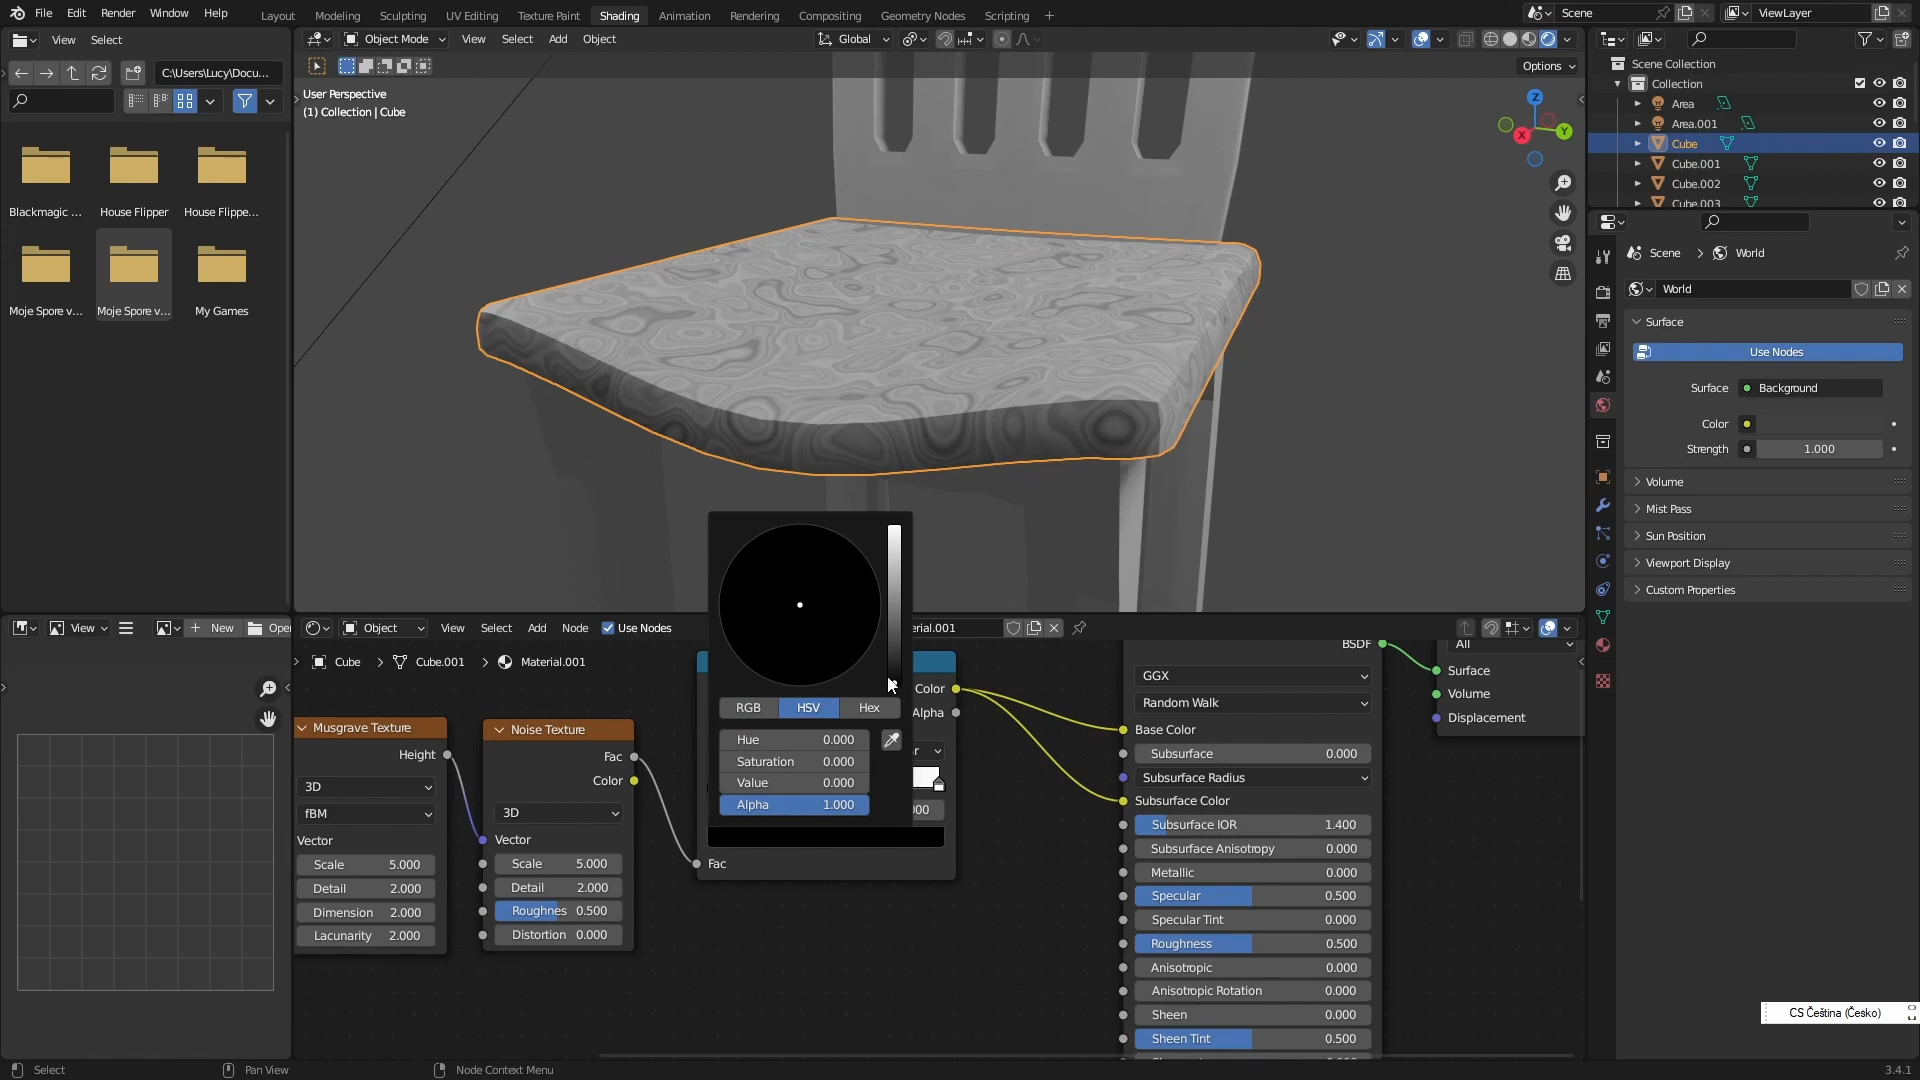 File Edit Render Window Help Layout Modeling Sculpting UV Editing Texture Paint Shading Animation Rendering Compositing Geometry Nodes Scripting + Scene ViewLayer
View Select
Object Mode View Select Add Object Global
C:\Users\Lucy\Docu...
Options
User Perspective
(1) Collection | Cube
Z
X
Y
Blackmagic ... House Flipper House Flippe...
Moje Spore v... Moje Spore v... My Games
Scene Collection
Collection
Area
Area.001
Cube
Cube.001
Cube.002
Cube.003
Scene > World
World
Surface
Use Nodes
Surface Background
Color
Strength 1.000
Volume
Mist Pass
Sun Position
Viewport Display
Custom Properties
View + New Open
Object View Select Add Node Use Nodes erial.001
Cube > Cube.001 > Material.001
Musgrave Texture
Height
3D
fBM
Vector
Scale 5.000
Detail 2.000
Dimension 2.000
Lacunarity 2.000
Noise Texture
Fac
Color
3D
Vector
Scale 5.000
Detail 2.000
Roughnes 0.500
Distortion 0.000
RGB HSV Hex
Hue 0.000
Saturation 0.000
Value 0.000
Alpha 1.000
Color
Alpha
r
00
Fac
BSDF
GGX
Random Walk
Base Color
Subsurface 0.000
Subsurface Radius
Subsurface Color
Subsurface IOR 1.400
Subsurface Anisotropy 0.000
Metallic 0.000
Specular 0.500
Specular Tint 0.000
Roughness 0.500
Anisotropic 0.000
Anisotropic Rotation 0.000
Sheen 0.000
Sheen Tint 0.500
All
Surface
Volume
Displacement
CS Čeština (Česko)
Select Pan View Node Context Menu 3.4.1